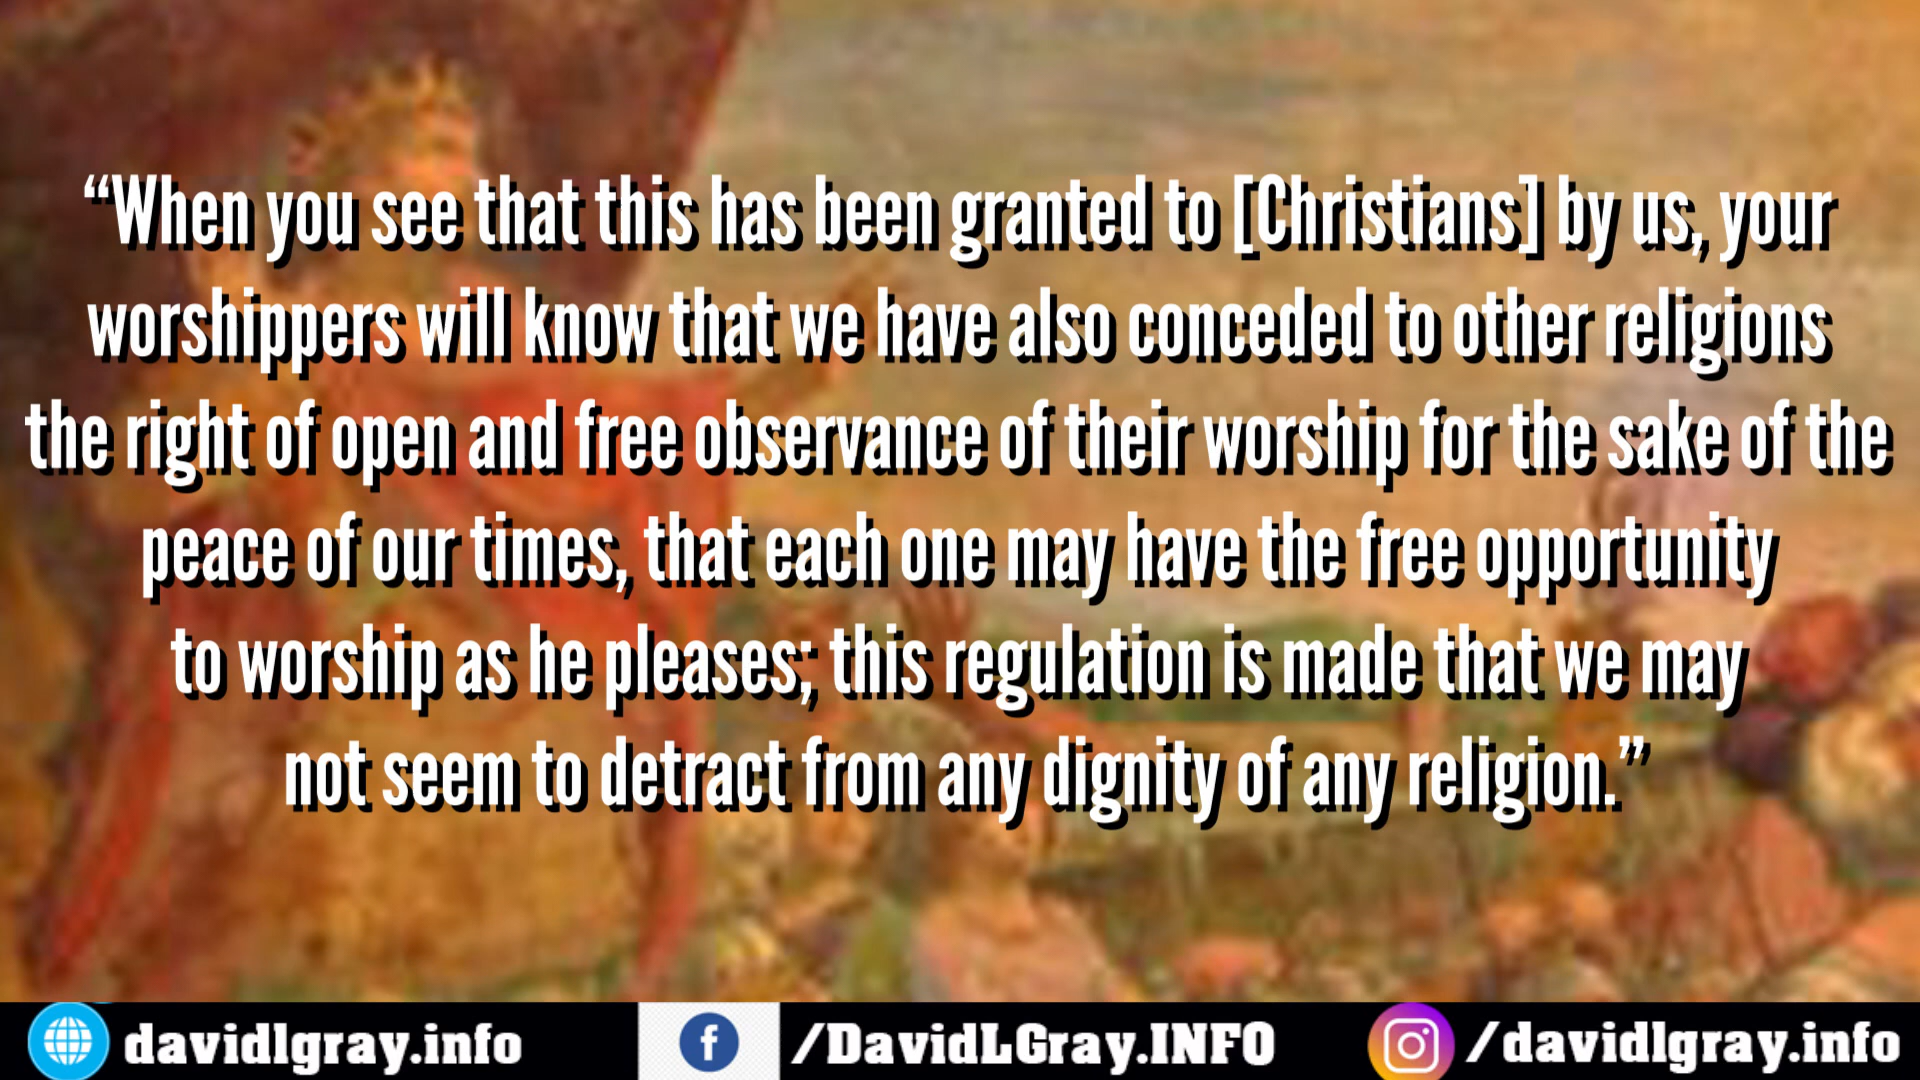 “When you see that this has been granted to [Christians] by us, your
worshippers will know that we have also conceded to other religions
the right of open and free observance of their worship for the sake of the
peace of our times, that each one may have the free opportunity
to worship as he pleases; this regulation is made that we may
not seem to detract from any dignity of any religion.”
davidlgray.info
/DavidLGray.INFO
/davidlgray.info